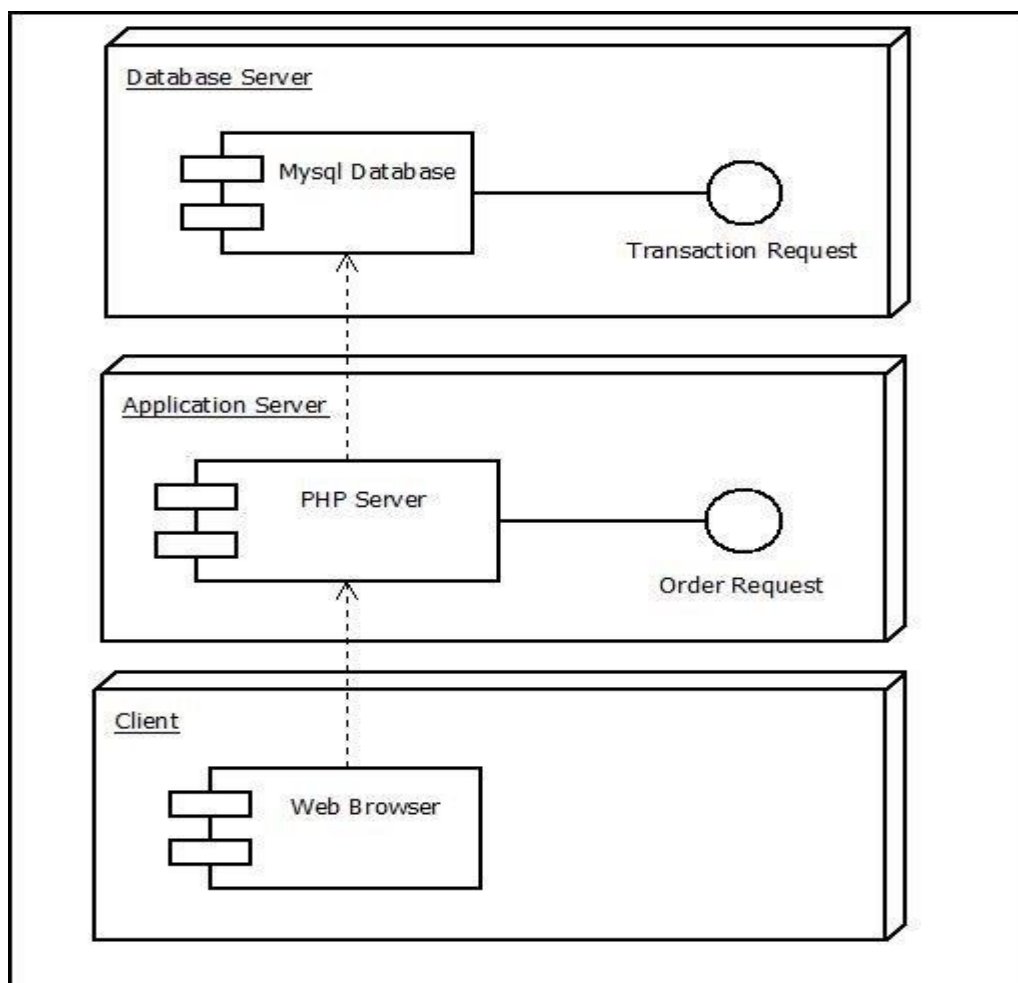 Database Server
Mysql Database
Transaction Request
Application Server
PHP Server
Order Request
Client
Web Browser